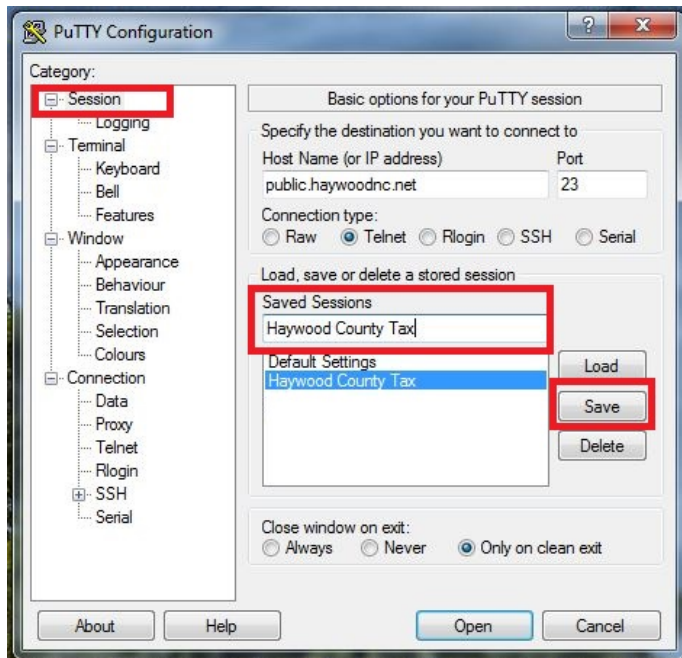 PuTTY Configuration
Category:
Session
Logging
Terminal
Keyboard
Bell
Features
Window
Appearance
Behaviour
Translation
Selection
Colours
Connection
Data
Proxy
Telnet
Rlogin
SSH
Serial
Basic options for your PuTTY session
Specify the destination you want to connect to
Host Name (or IP address) Port
public.haywoodnc.net 23
Connection type:
Raw Telnet Rlogin SSH Serial
Load, save or delete a stored session
Saved Sessions
Haywood County Tax
Default Settings
Haywood County Tax
Load
Save
Delete
Close window on exit:
Always Never Only on clean exit
About Help Open Cancel